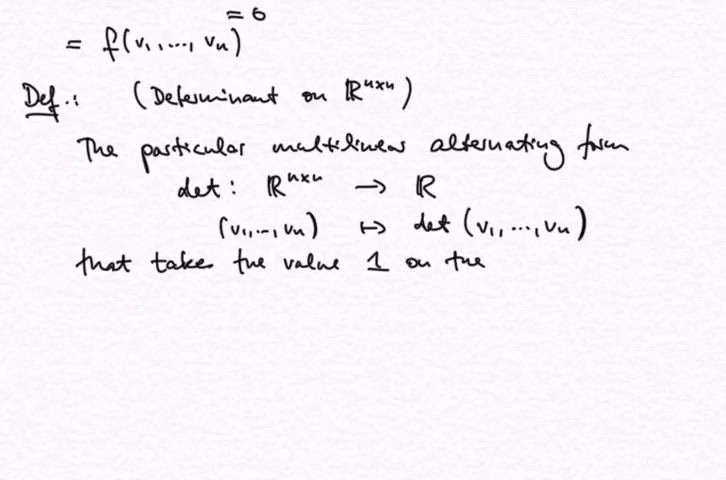 = 0
= f(v₁, ..., vₙ)
Def.: (Determinant on ℝⁿˣⁿ)
The particular multilinear alternating form
det: ℝⁿˣⁿ → ℝ
(v₁, ..., vₙ) ↦ det (v₁, ..., vₙ)
that takes the value 1 on the